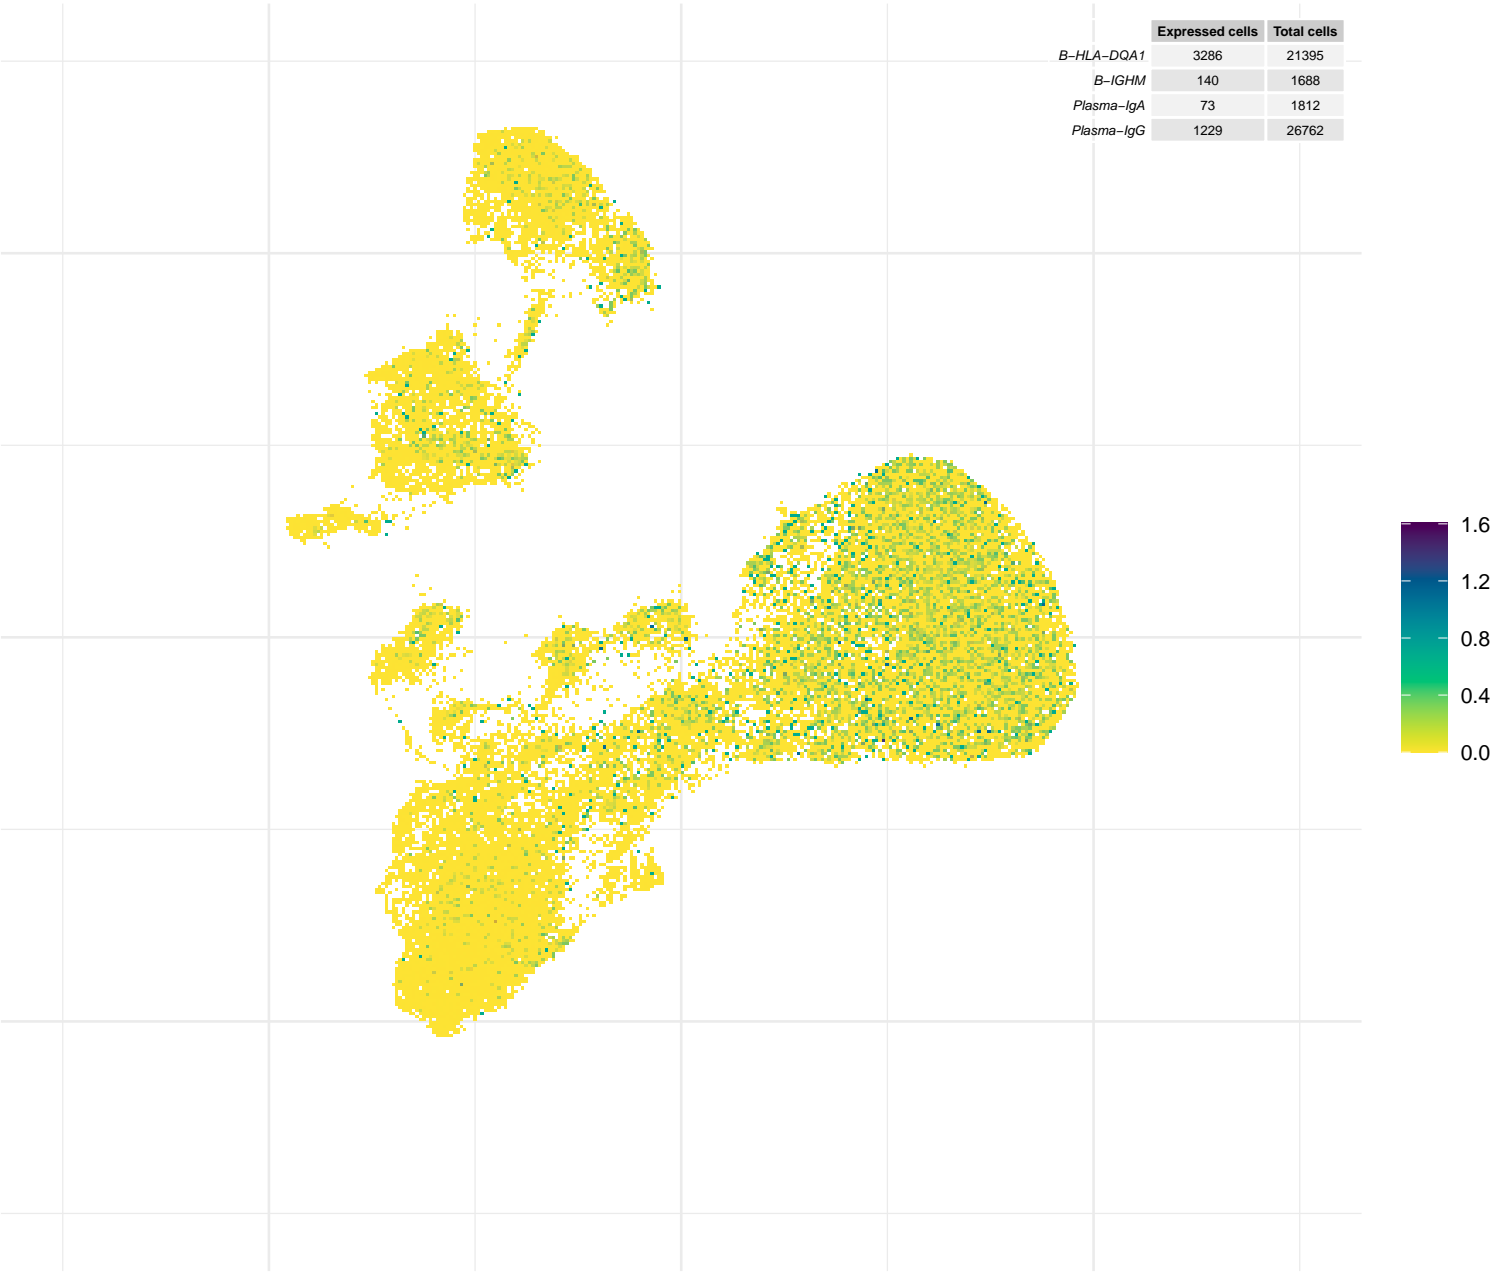 Expressed cells Total cells
B−HLA−DQA1 3286 21395
B−IGHM 140 1688
Plasma−IgA 73 1812
Plasma−IgG 1229 26762
1.6
1.2
0.8
0.4
0.0